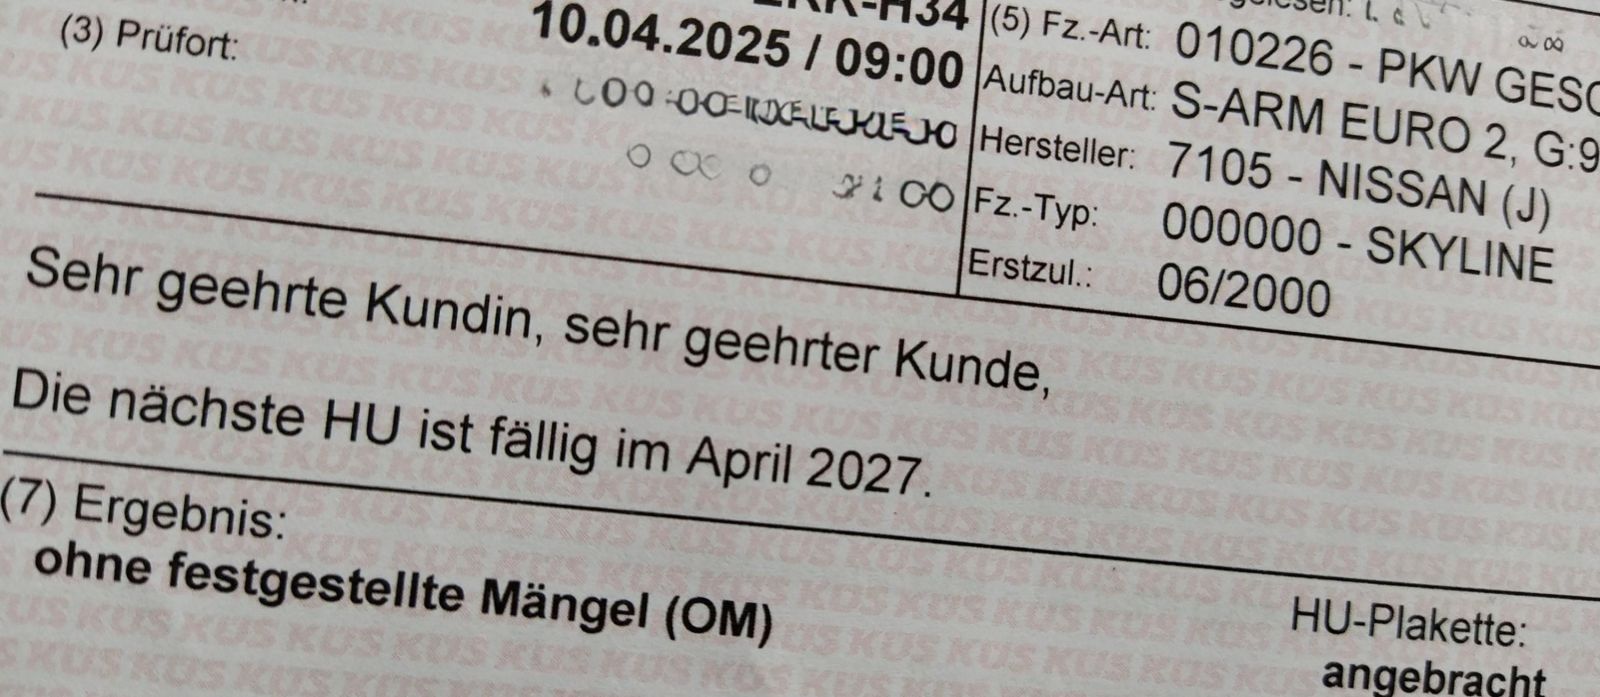 (3) Prüfort:
10.04.2025 / 09:00
(5) Fz.-Art: 010226 - PKW
Aufbau-Art: S-ARM EURO 2, G:9
Hersteller: 7105 - NISSAN (J)
Fz.-Typ: 000000 - SKYLINE
Erstzul.: 06/2000
Sehr geehrte Kundin, sehr geehrter Kunde,
Die nächste HU ist fällig im April 2027.
(7) Ergebnis:
ohne festgestellte Mängel (OM)
HU-Plakette:
angebracht